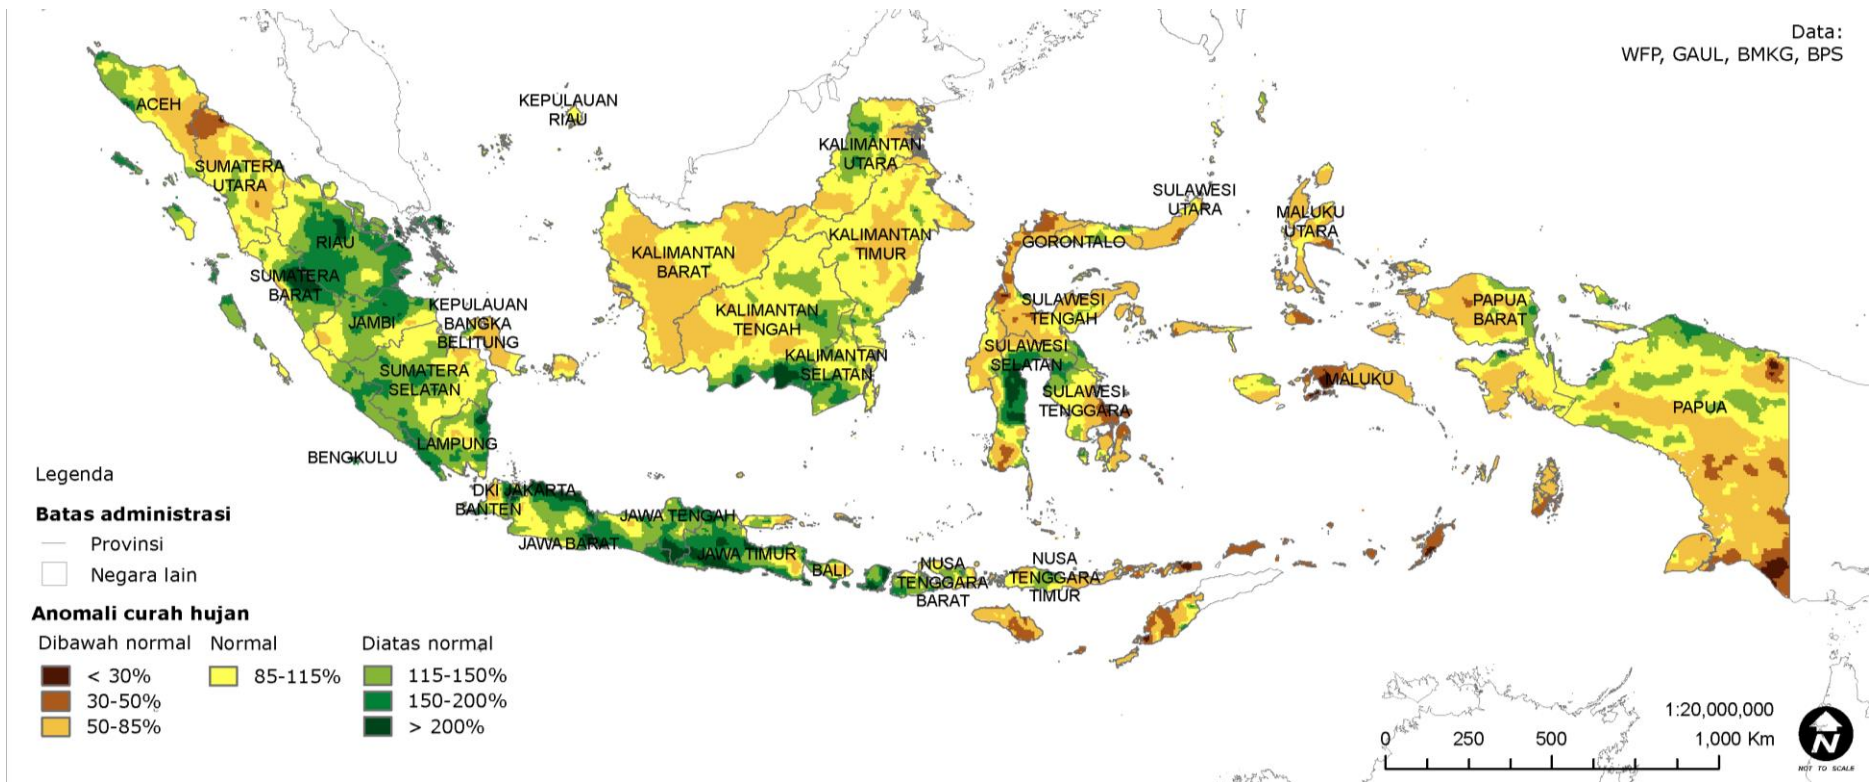 Data:
WFP, GAUL, BMKG, BPS
KEPULAUAN
RIAU
ACEH
KALIMANTAN
UTARA
SUMATERA
UTARA
SULAWESI
UTARA
MALUKU
UTARA
RIAU
GORONTALO
KALIMANTAN
TIMUR
KALIMANTAN
BARAT
SUMATERA
BARAT
KEPULAUAN
BANGKA
BELITUNG
JAMBI
KALIMANTAN
TENGAH
SULAWESI
TENGAH
PAPUA
BARAT
SULAWESI
SELATAN
KALIMANTAN
SELATAN
SUMATERA
SELATAN
MALUKU
SULAWESI
TENGGARA
PAPUA
LAMPUNG
BENGKULU
DKI JAKARTA
BANTEN
JAWA TENGAH
JAWA BARAT
JAWA TIMUR
BALI
NUSA
TENGGARA
BARAT
NUSA
TENGGARA
TIMUR
Legenda
Batas administrasi
Provinsi
Negara lain
Anomali curah hujan
Dibawah normal Normal Diatas normal
< 30% 85-115% 115-150%
30-50% 150-200%
50-85% > 200%
1:20,000,000
0 250 500 1,000 Km
N
NOT TO SCALE